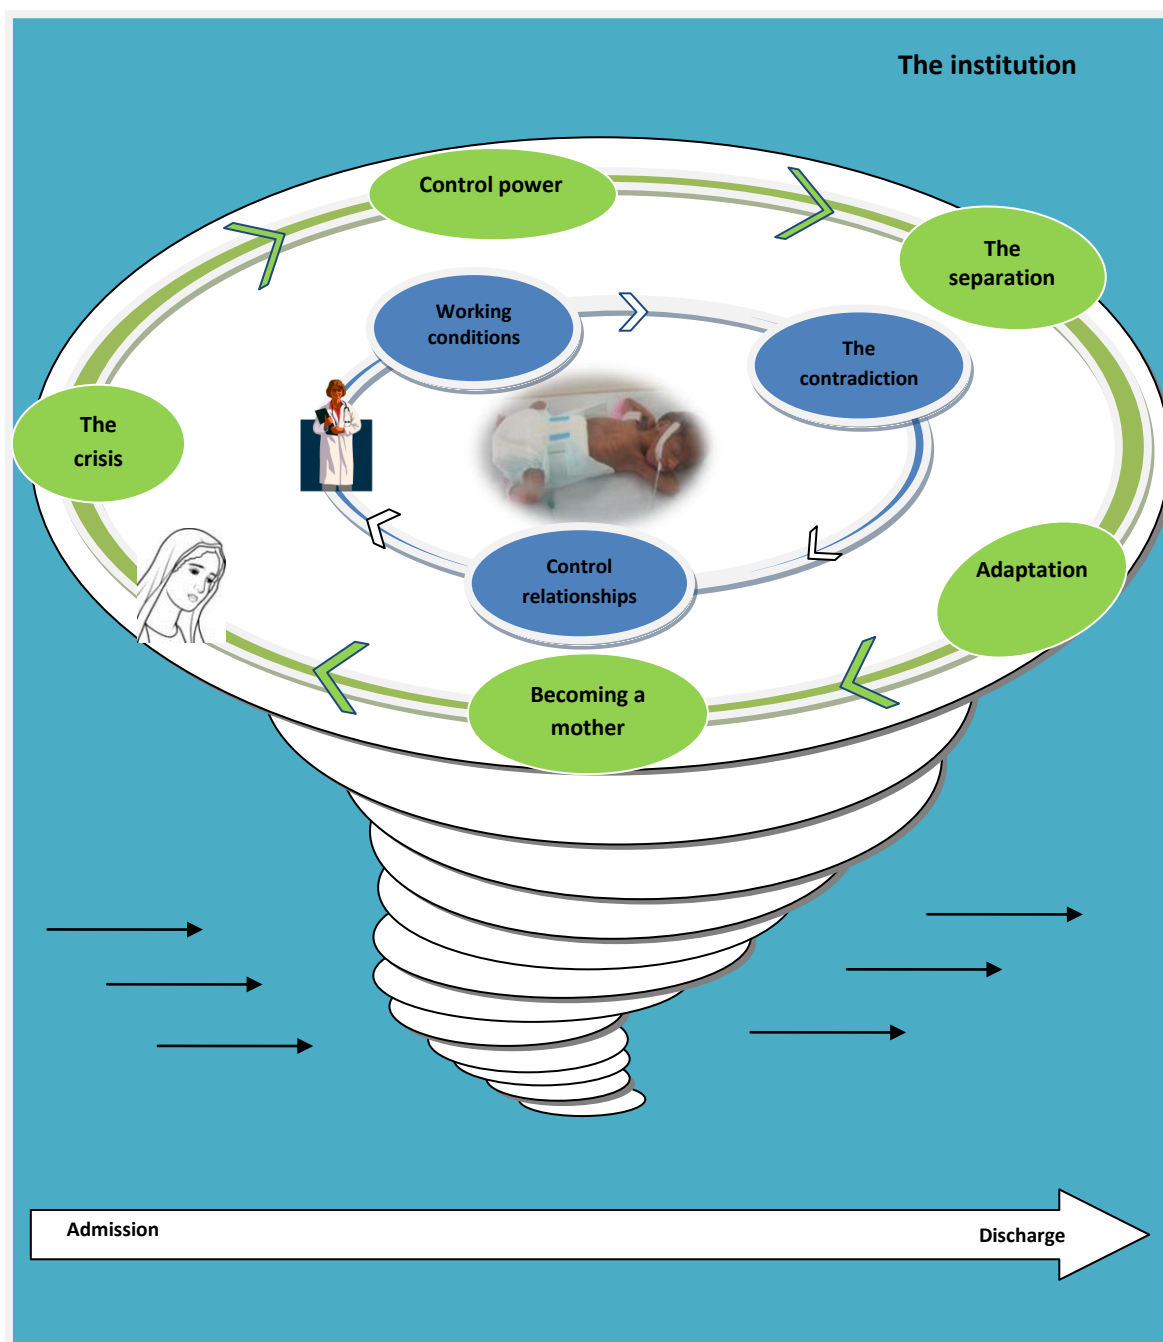 The institution
Control power
The
separation
Working
conditions
The
contradiction
The
crisis
Control
relationships
Adaptation
Becoming a
mother
Admission
Discharge